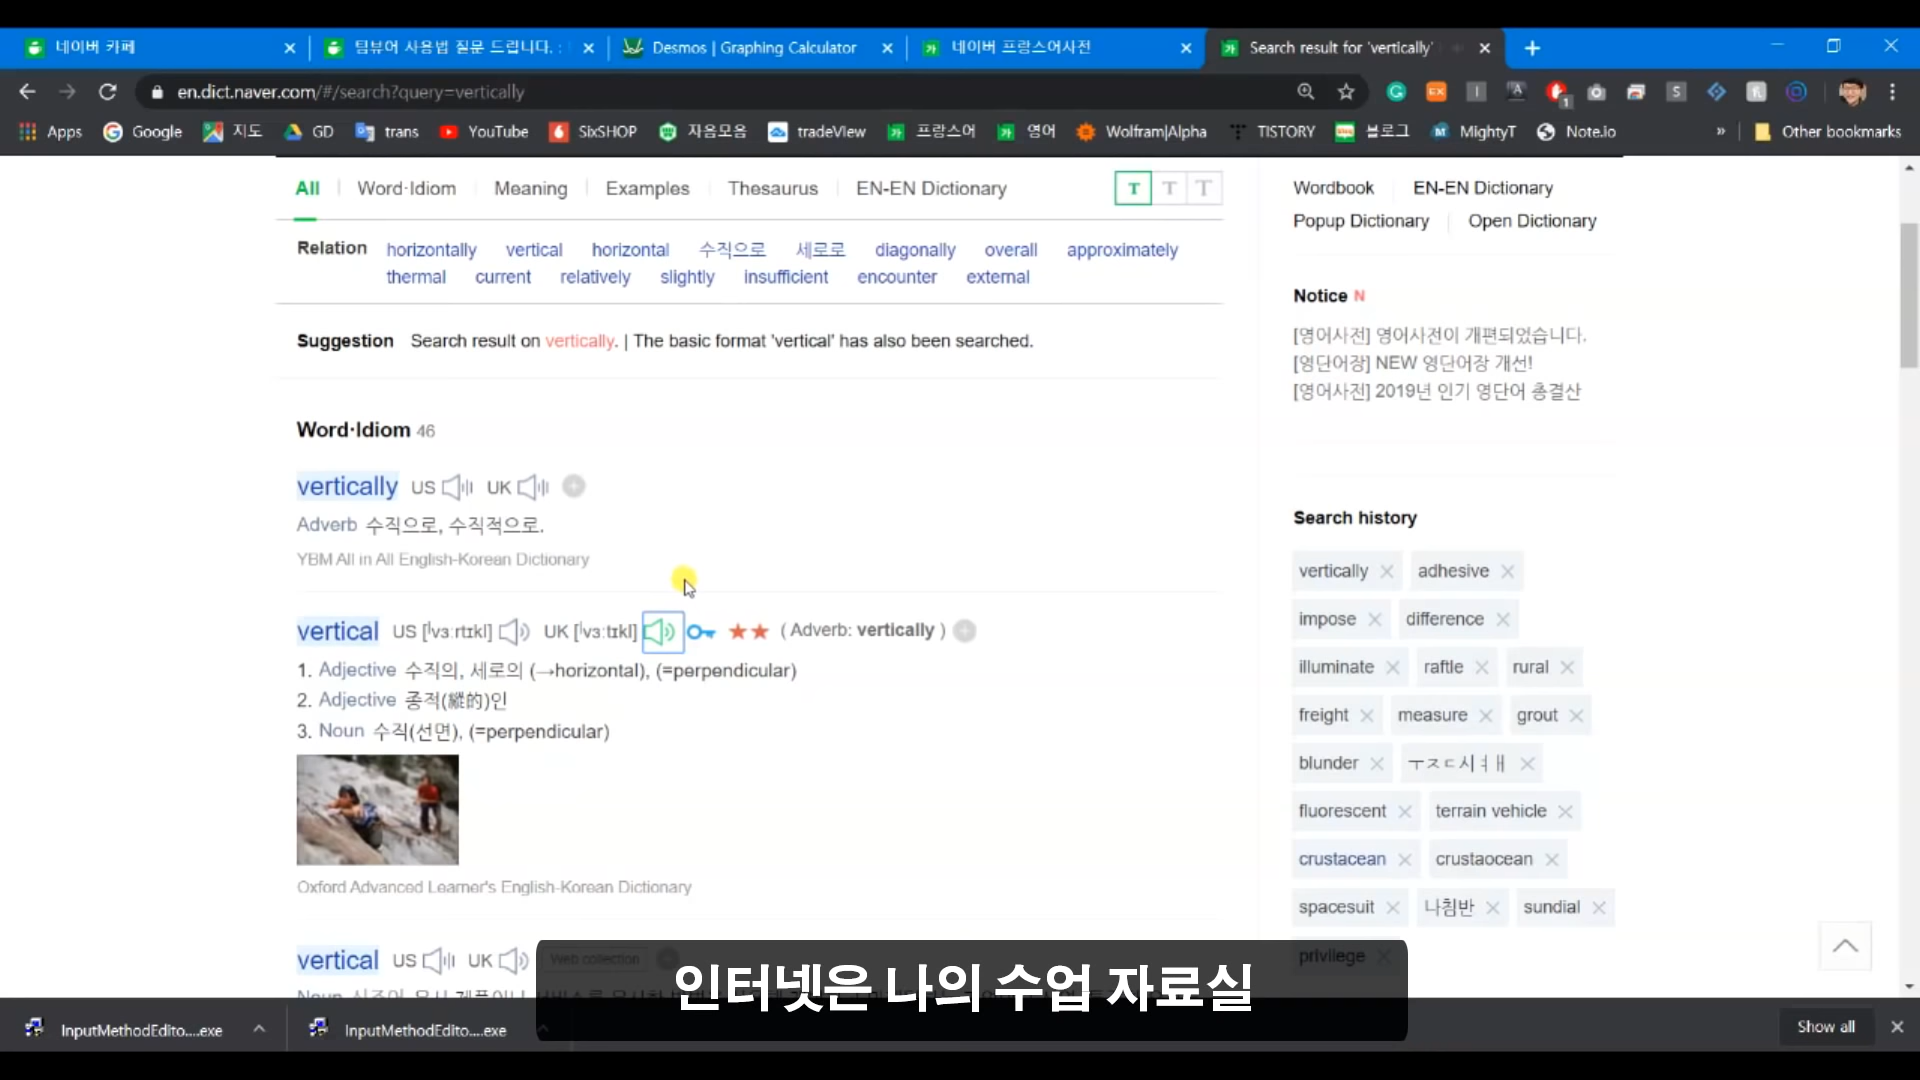 네이버 카페
팀뷰어 사용법 질문 드립니다. :
Desmos | Graphing Calculator
네이버 프랑스어사전
Search result for 'vertically'
en.dict.naver.com/#/search?query=vertically
Apps Google 지도 GD trans YouTube SixSHOP 자음모음 tradeView 프랑스어 영어 Wolfram|Alpha TISTORY 블로그 MightyT Note.io » Other bookmarks
All Word·Idiom Meaning Examples Thesaurus EN-EN Dictionary T T T
Relation horizontally vertical horizontal 수직으로 세로로 diagonally overall approximately
thermal current relatively slightly insufficient encounter external
Suggestion Search result on vertically. | The basic format 'vertical' has also been searched.
Word·Idiom 46
vertically US UK
Adverb 수직으로, 수직적으로.
YBM All in All English-Korean Dictionary
vertical US [|vɜːrtɪkl] UK [|vɜːtɪkl] ( Adverb: vertically )
1. Adjective 수직의, 세로의 (→horizontal), (=perpendicular)
2. Adjective 종적(縱的)인
3. Noun 수직(선면), (=perpendicular)
Oxford Advanced Learner's English-Korean Dictionary
vertical US UK Web collection
Wordbook EN-EN Dictionary
Popup Dictionary Open Dictionary
Notice N
[영어사전] 영어사전이 개편되었습니다.
[영단어장] NEW 영단어장 개선!
[영어사전] 2019년 인기 영단어 총결산
Search history
vertically adhesive
impose difference
illuminate raftle rural
freight measure grout
blunder ㅜㅈㄷ시ㅕㅐ
fluorescent terrain vehicle
crustacean crustaocean
spacesuit 나침반 sundial
privilege
인터넷은 나의 수업 자료실
InputMethodEdito....exe InputMethodEdito....exe Show all